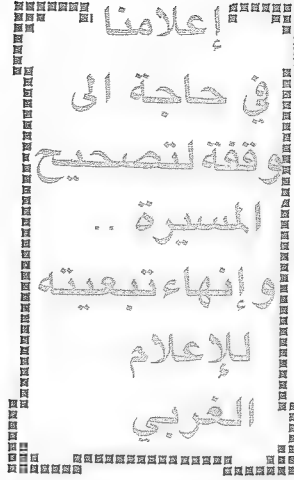 إعلامنا
في حاجة الى
وقفة لتصحيح
المسيرة ..
وإنهاء تبعيته
للإعلام
الغربي